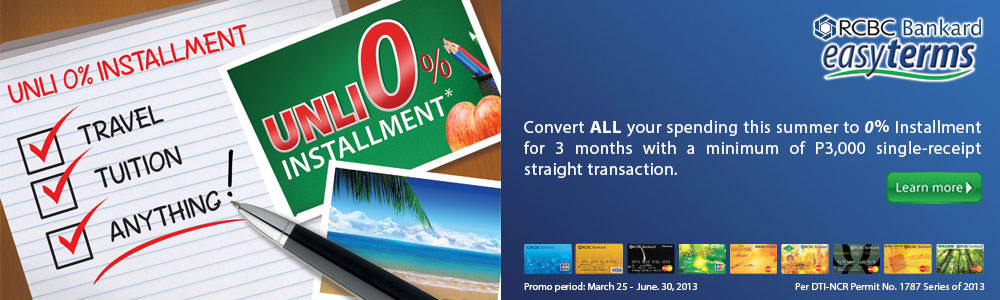 UNLI 0% INSTALLMENT
TRAVEL
TUITION
ANYTHING!
UNLI 0%
INSTALLMENT*
RCBC Bankard
easyterms
Convert ALL your spending this summer to 0% Installment
for 3 months with a minimum of P3,000 single-receipt
straight transaction.
Learn more
Promo period: March 25 - June. 30, 2013
Per DTI-NCR Permit No. 1787 Series of 2013